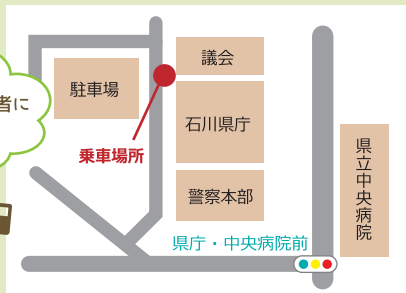 議会
駐車場
者に
石川県庁
乗車場所
警察本部
県立中央病院
県庁・中央病院前